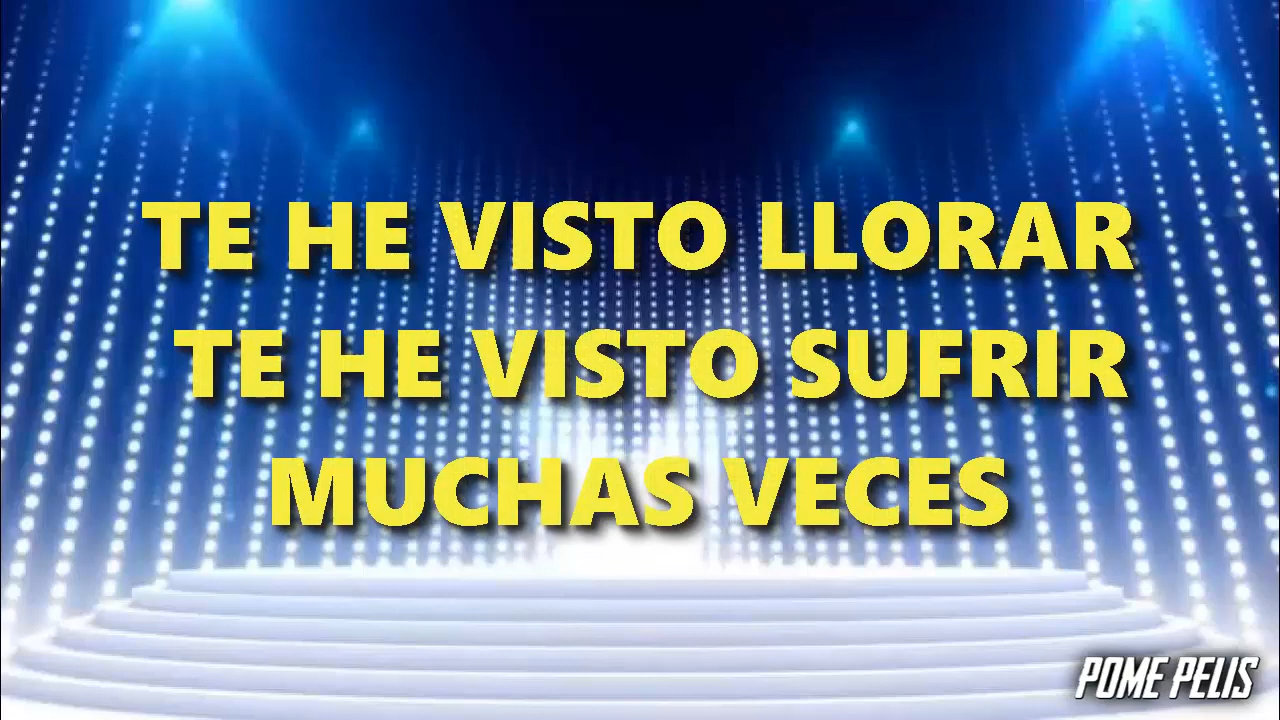 TE HE VISTO LLORAR
TE HE VISTO SUFRIR
MUCHAS VECES
POME PELIS